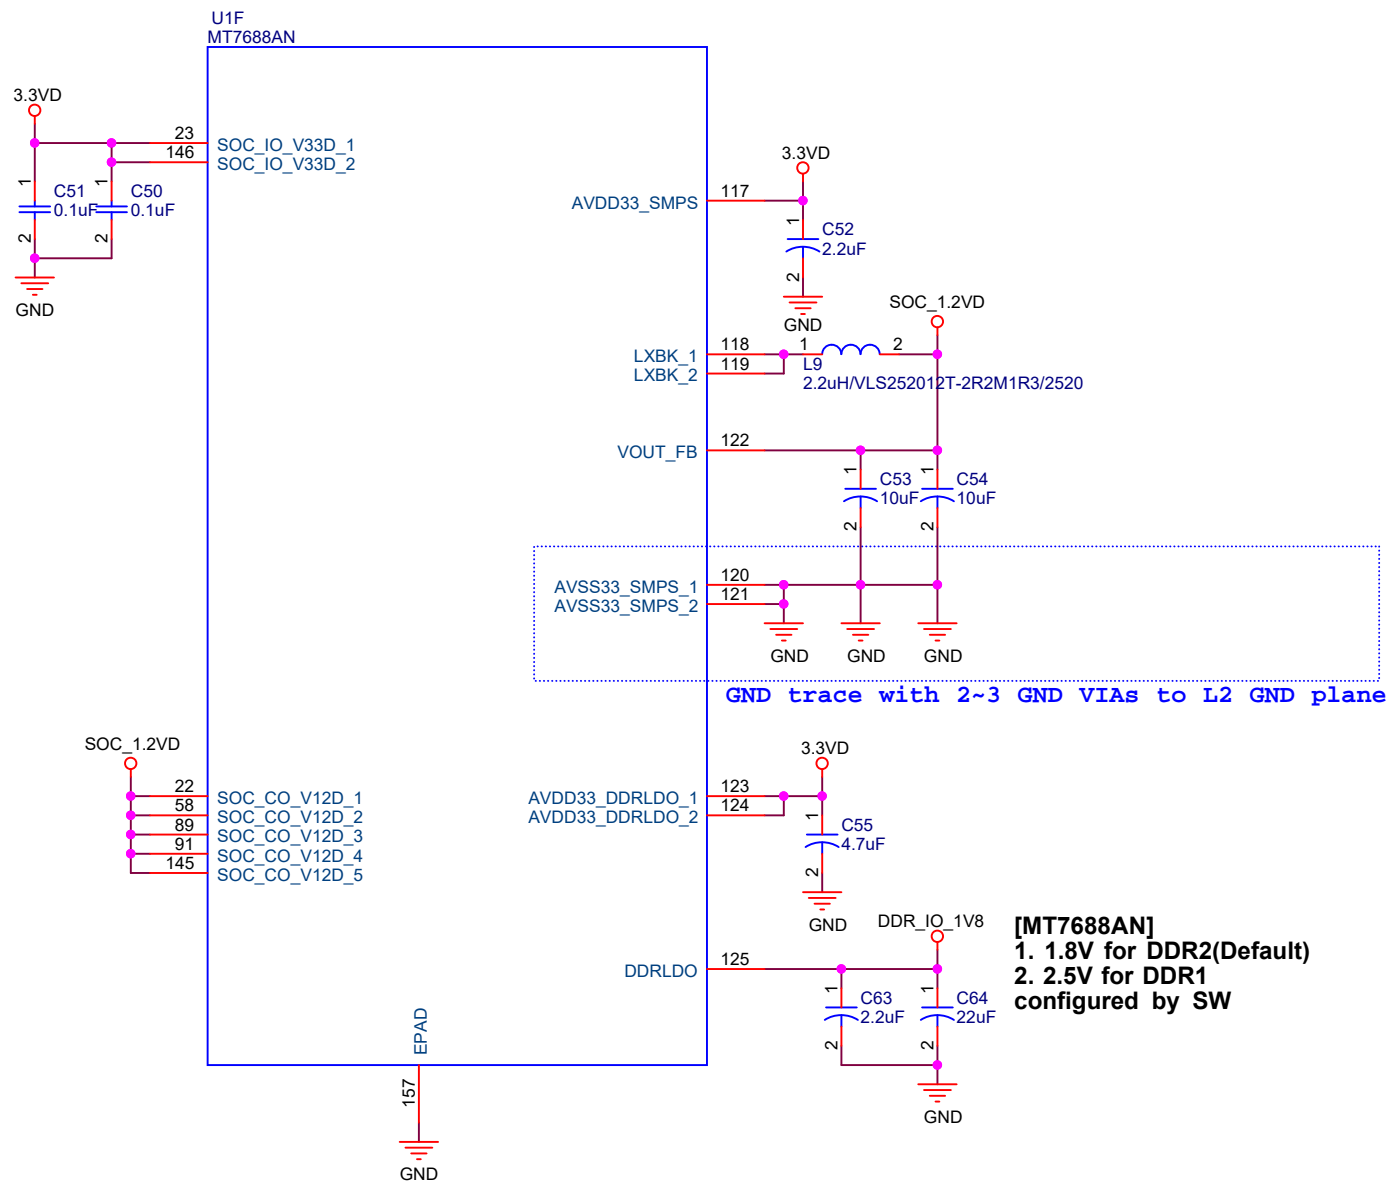 U1F
MT7688AN
3.3VD
23
SOC_IO_V33D_1
146
SOC_IO_V33D_2
1
C51
0.1uF
2
1
C50
0.1uF
2
GND
3.3VD
AVDD33_SMPS
117
1
C52
2.2uF
2
GND
SOC_1.2VD
LXBK_1
118
LXBK_2
119
1
2
L9
2.2uH/VLS252012T-2R2M1R3/2520
VOUT_FB
122
1
C53
10uF
2
1
C54
10uF
2
AVSS33_SMPS_1
120
AVSS33_SMPS_2
121
GND
GND
GND
GND trace with 2~3 GND VIAs to L2 GND plane
SOC_1.2VD
22
SOC_CO_V12D_1
58
SOC_CO_V12D_2
89
SOC_CO_V12D_3
91
SOC_CO_V12D_4
145
SOC_CO_V12D_5
3.3VD
AVDD33_DDRLDO_1
123
AVDD33_DDRLDO_2
124
1
C55
4.7uF
2
GND
DDR_IO_1V8
DDRLDO
125
1
C63
2.2uF
2
1
C64
22uF
2
GND
[MT7688AN]
1. 1.8V for DDR2(Default)
2. 2.5V for DDR1
configured by SW
EPAD
157
GND